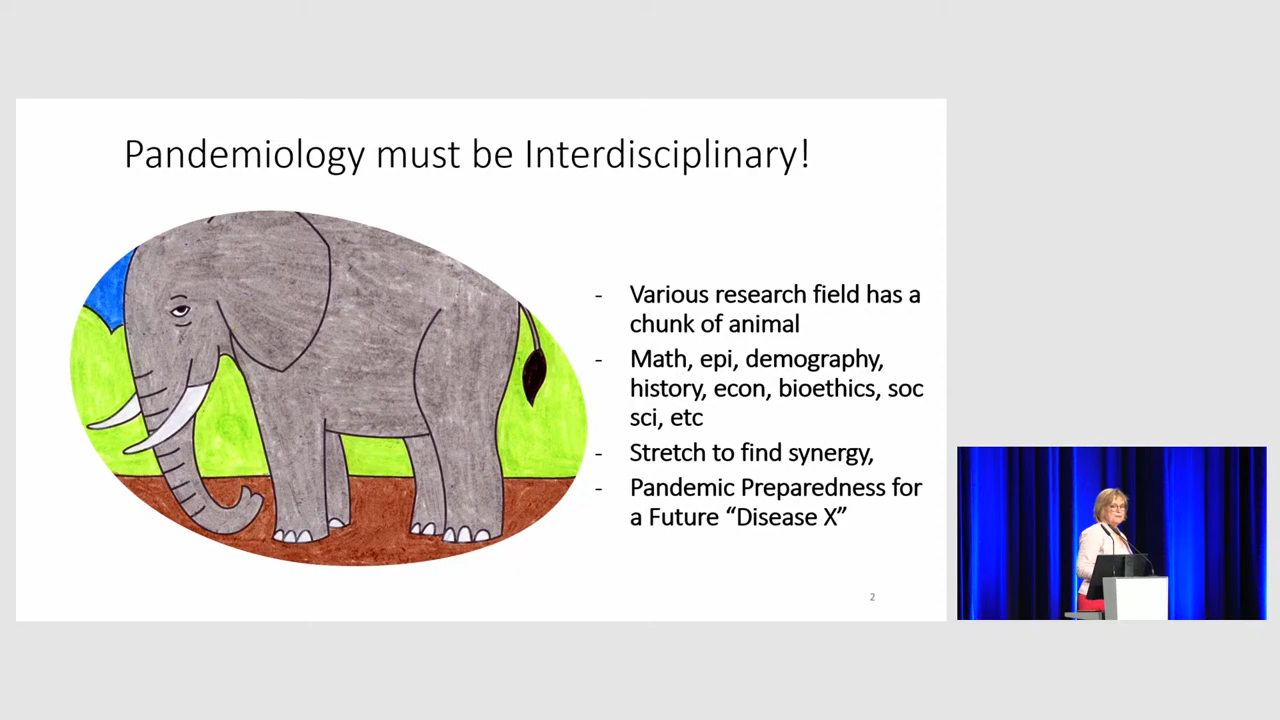 Pandemiology must be Interdisciplinary!
- Various research field has a
chunk of animal
- Math, epi, demography,
history, econ, bioethics, soc
sci, etc
- Stretch to find synergy,
- Pandemic Preparedness for
a Future “Disease X”
2